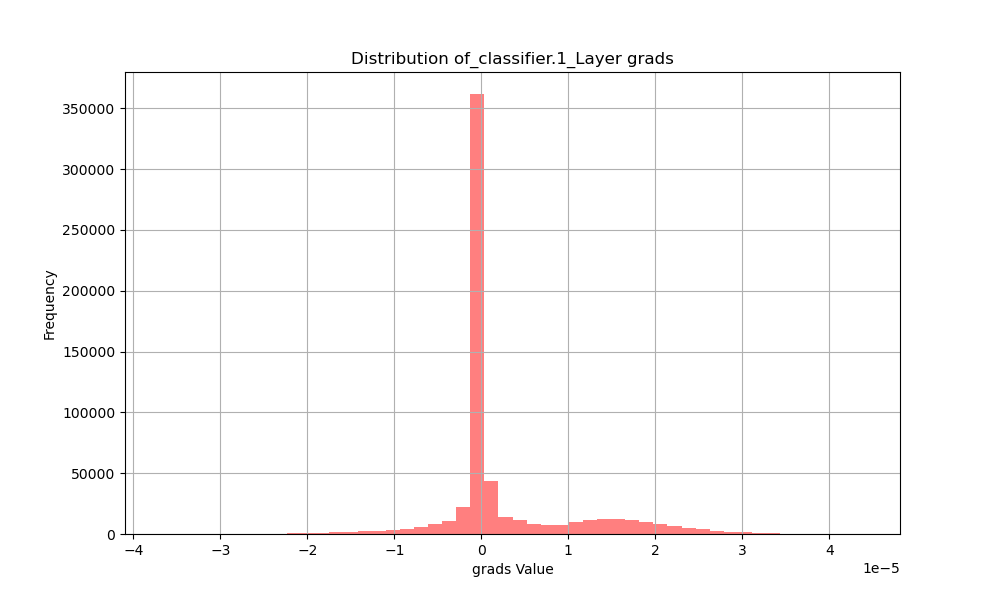 Distribution of_classifier.1_Layer grads
Frequency
350000
300000
250000
200000
150000
100000
50000
0
−4 −3 −2 −1 0 1 2 3 4
1e−5
grads Value